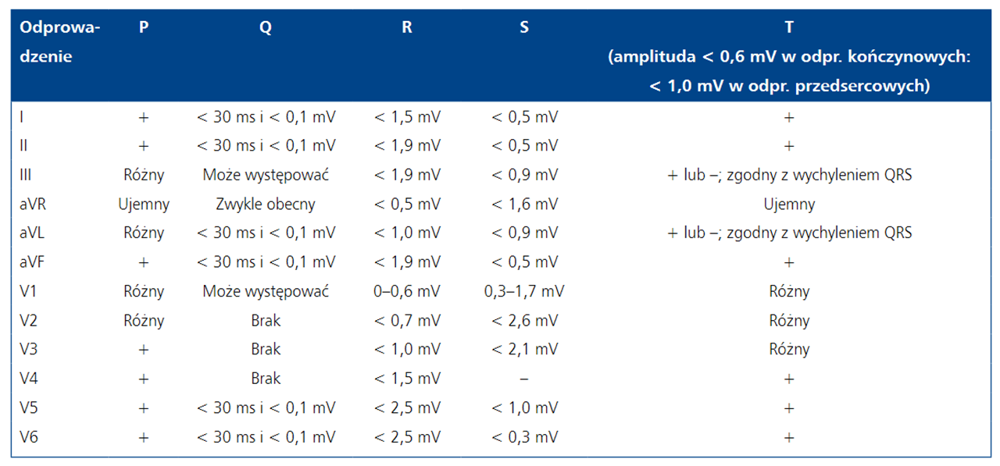 Odprowa- P Q R S T
dzenie (amplituda < 0,6 mV w odpr. kończynowych:
< 1,0 mV w odpr. przedsercowych)
I + < 30 ms i < 0,1 mV < 1,5 mV < 0,5 mV +
II + < 30 ms i < 0,1 mV < 1,9 mV < 0,5 mV +
III Różny Może występować < 1,9 mV < 0,9 mV + lub –; zgodny z wychyleniem QRS
aVR Ujemny Zwykle obecny < 0,5 mV < 1,6 mV Ujemny
aVL Różny < 30 ms i < 0,1 mV < 1,0 mV < 0,9 mV + lub –; zgodny z wychyleniem QRS
aVF + < 30 ms i < 0,1 mV < 1,9 mV < 0,5 mV +
V1 Różny Może występować 0–0,6 mV 0,3–1,7 mV Różny
V2 Różny Brak < 0,7 mV < 2,6 mV Różny
V3 + Brak < 1,0 mV < 2,1 mV Różny
V4 + Brak < 1,5 mV – +
V5 + < 30 ms i < 0,1 mV < 2,5 mV < 1,0 mV +
V6 + < 30 ms i < 0,1 mV < 2,5 mV < 0,3 mV +